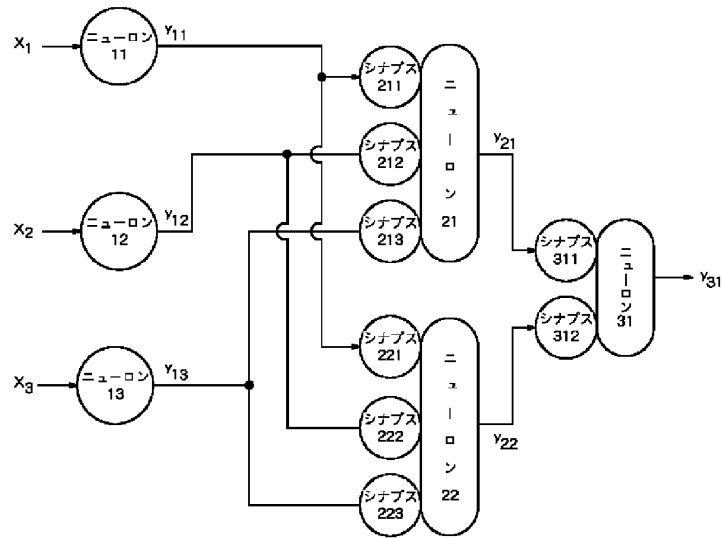 X1
ニューロン
11
y11
X2
ニューロン
12
y12
X3
ニューロン
13
y13
シナプス
211
シナプス
212
シナプス
213
ニューロン
21
y21
シナプス
221
シナプス
222
シナプス
223
ニューロン
22
y22
シナプス
311
シナプス
312
ニューロン
31
y31